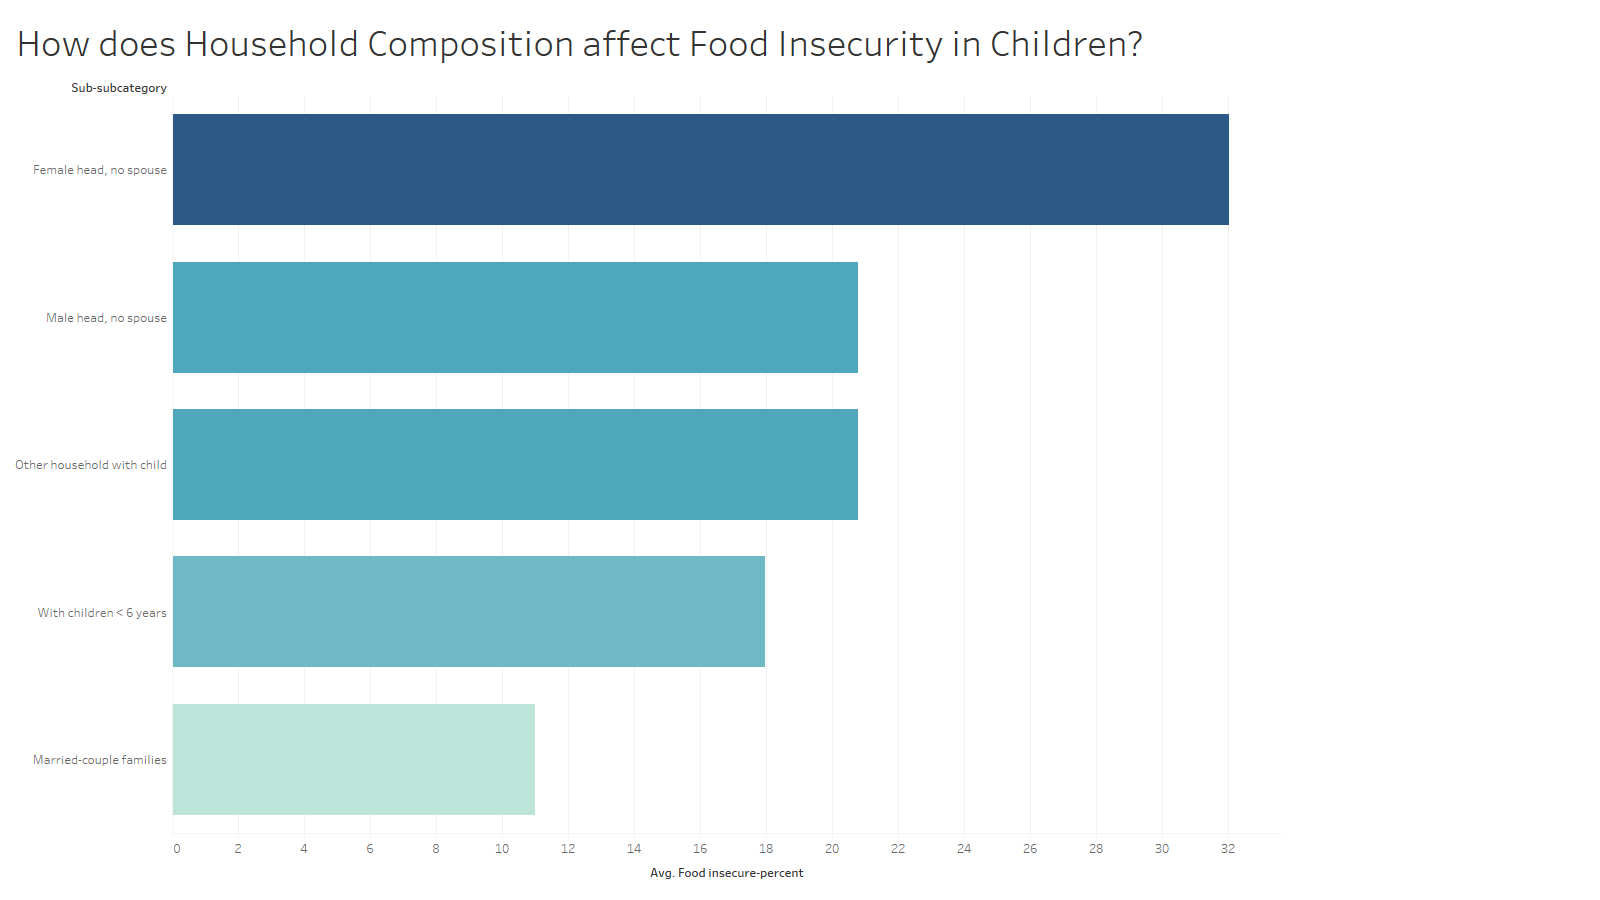 How does Household Composition affect Food Insecurity in Children?
Sub-subcategory
Female head, no spouse
Male head, no spouse
Other household with child
With children < 6 years
Married-couple families
0 2 4 6 8 10 12 14 16 18 20 22 24 26 28 30 32
Avg. Food insecure-percent